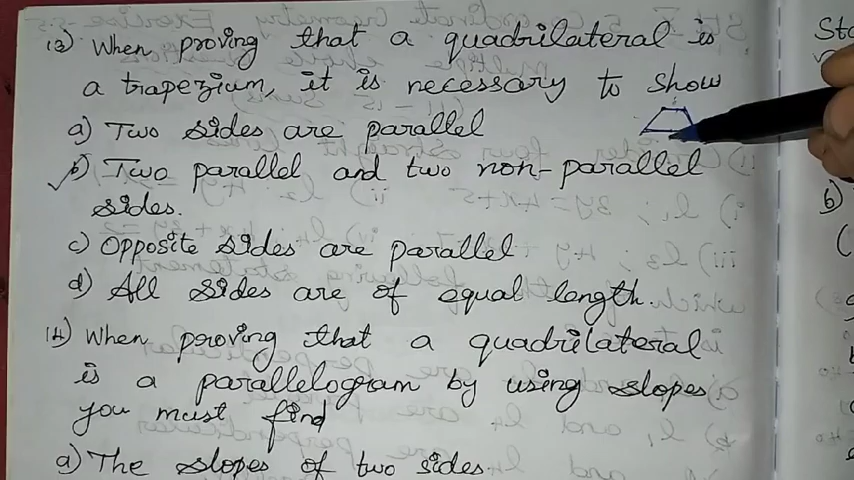 13) When proving that a quadrilateral is
a trapezium, it is necessary to show
a) Two sides are parallel
b) Two parallel and two non-parallel
sides.
c) Opposite sides are parallel
d) All sides are of equal length.
14) When proving that a quadrilateral
is a parallelogram by using slopes
you must find
a) The slopes of two sides.
Sta
b)
(